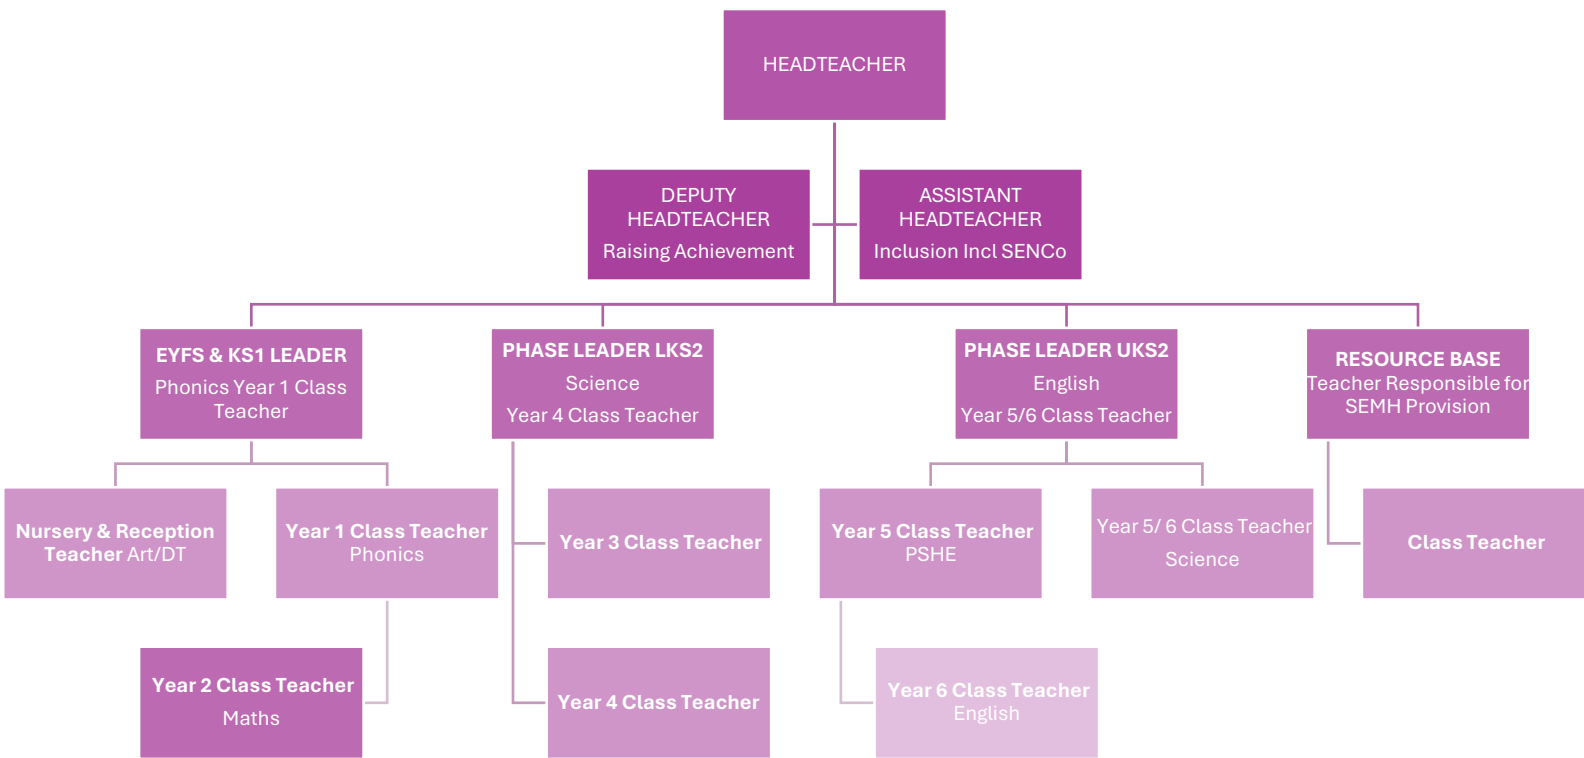 HEADTEACHER
DEPUTY
HEADTEACHER
Raising Achievement
ASSISTANT
HEADTEACHER
Inclusion Incl SENCo
EYFS & KS1 LEADER
Phonics Year 1 Class
Teacher
PHASE LEADER LKS2
Science
Year 4 Class Teacher
PHASE LEADER UKS2
English
Year 5/6 Class Teacher
RESOURCE BASE
Teacher Responsible for
SEMH Provision
Nursery & Reception
Teacher Art/DT
Year 1 Class Teacher
Phonics
Year 3 Class Teacher
Year 5 Class Teacher
PSHE
Year 5/ 6 Class Teacher
Science
Class Teacher
Year 2 Class Teacher
Maths
Year 4 Class Teacher
Year 6 Class Teacher
English